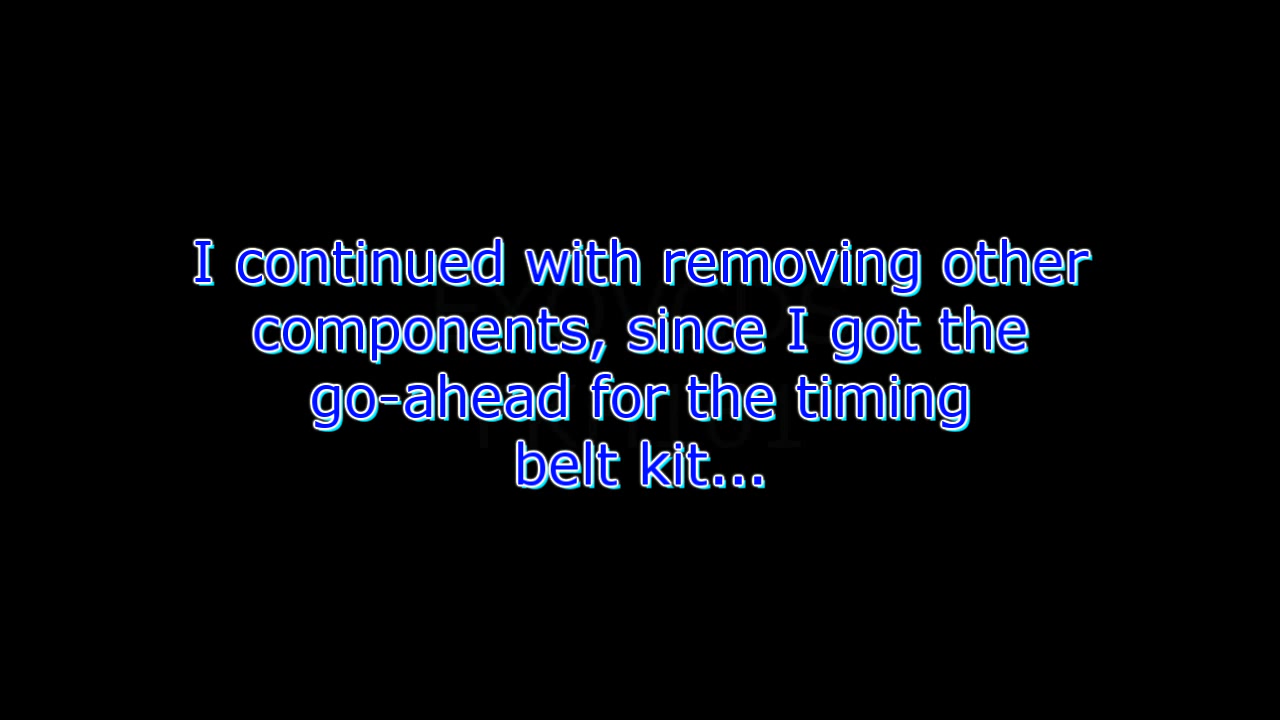 I continued with removing other
components, since I got the
go-ahead for the timing
belt kit...